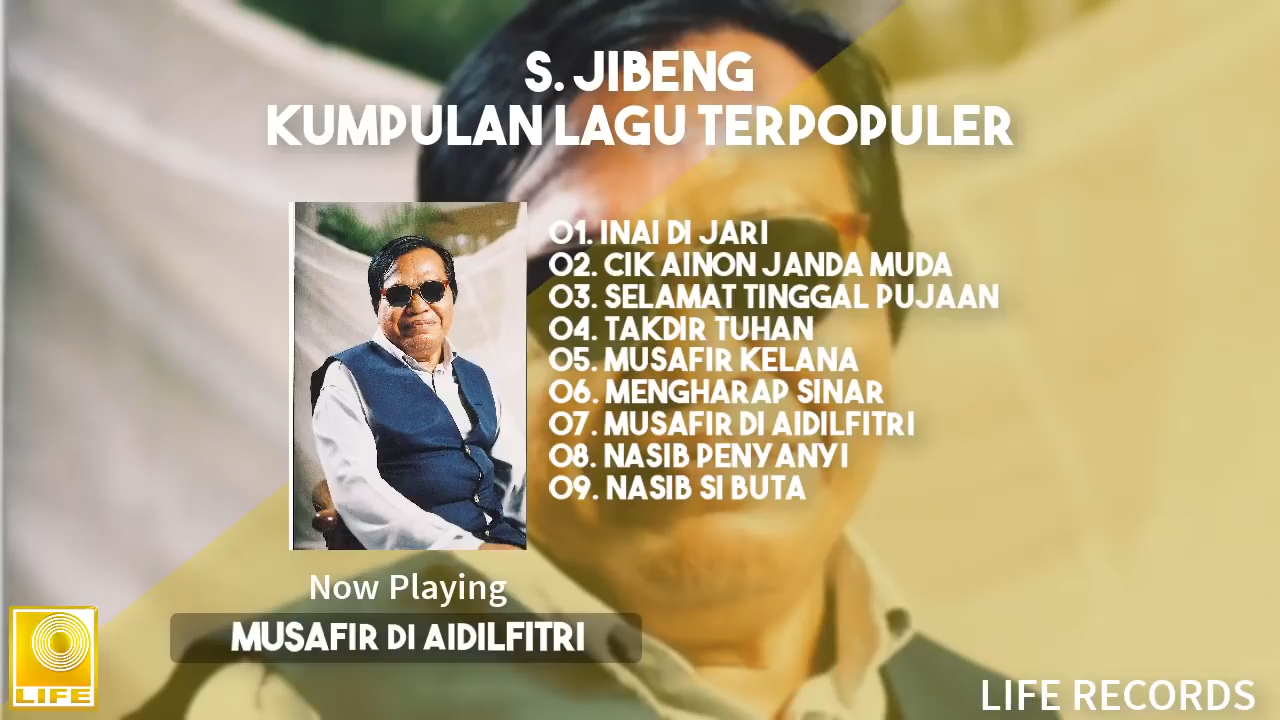 S. JIBENG
KUMPULAN LAGU TERPOPULER
01. INAI DI JARI
02. CIK AINON JANDA MUDA
03. SELAMAT TINGGAL PUJAAN
04. TAKDIR TUHAN
05. MUSAFIR KELANA
06. MENGHARAP SINAR
07. MUSAFIR DI AIDILFITRI
08. NASIB PENYANYI
09. NASIB SI BUTA
Now Playing
MUSAFIR DI AIDILFITRI
LIFE
LIFE RECORDS